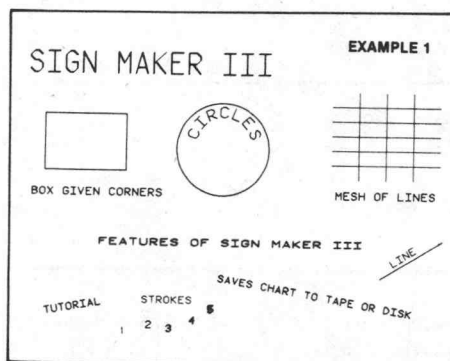 EXAMPLE 1
SIGN MAKER III
CIRCLES
BOX GIVEN CORNERS
MESH OF LINES
FEATURES OF SIGN MAKER III
LINE
TUTORIAL
STROKES
1 2 3 4 5
SAVES CHART TO TAPE OR DISK